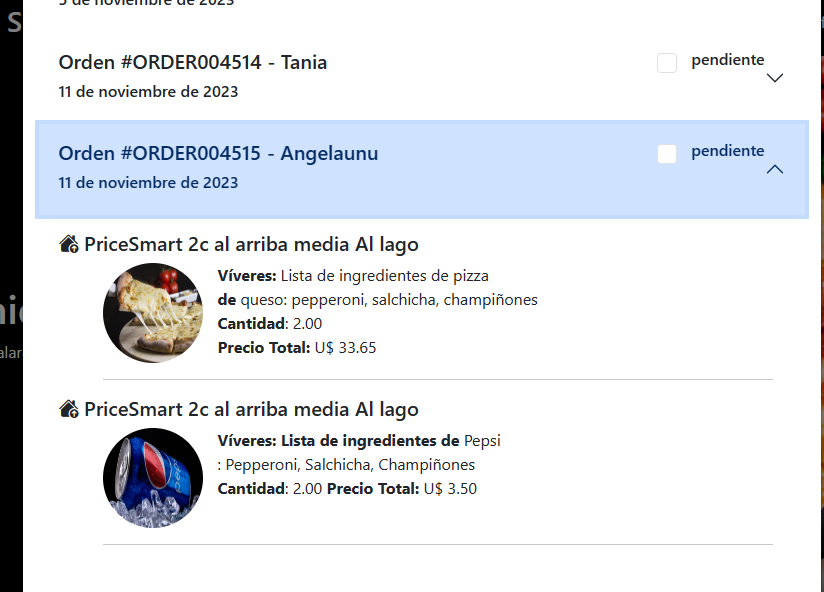 5 de noviembre de 2023
Orden #ORDER004514 - Tania
pendiente
11 de noviembre de 2023
Orden #ORDER004515 - Angelaunu
pendiente
11 de noviembre de 2023
PriceSmart 2c al arriba media Al lago
Víveres: Lista de ingredientes de pizza
de queso: pepperoni, salchicha, champiñones
Cantidad: 2.00
Precio Total: U$ 33.65
PriceSmart 2c al arriba media Al lago
Víveres: Lista de ingredientes de Pepsi
: Pepperoni, Salchicha, Champiñones
Cantidad: 2.00 Precio Total: U$ 3.50
pepsi